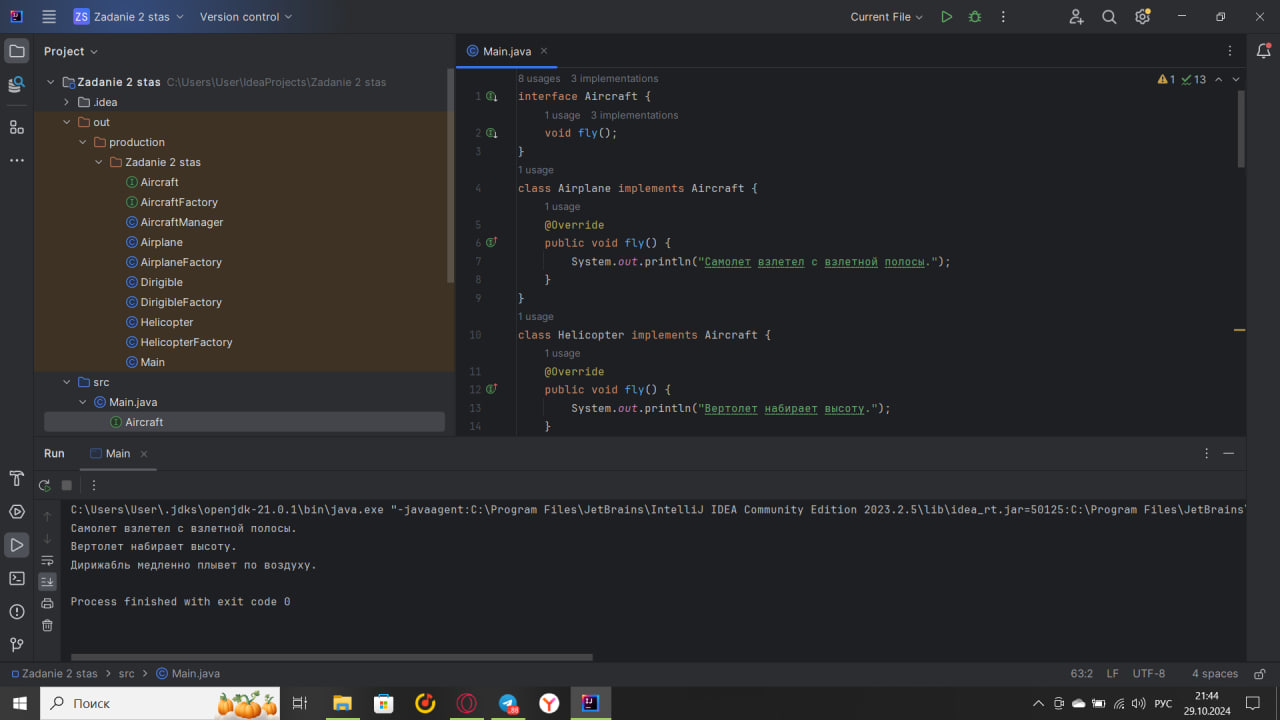 ZS Zadanie 2 stas Version control Current File
Project
Main.java
Zadanie 2 stas C:\Users\User\IdeaProjects\Zadanie 2 stas
.idea
out
production
Zadanie 2 stas
Aircraft
AircraftFactory
AircraftManager
Airplane
AirplaneFactory
Dirigible
DirigibleFactory
Helicopter
HelicopterFactory
Main
src
Main.java
Aircraft
8 usages 3 implementations
1 13
1 interface Aircraft {
1 usage 3 implementations
2 void fly();
3 }
1 usage
4 class Airplane implements Aircraft {
1 usage
5 @Override
6 public void fly() {
7 System.out.println("Самолет взлетел с взлетной полосы.");
8 }
9 }
1 usage
10 class Helicopter implements Aircraft {
1 usage
11 @Override
12 public void fly() {
13 System.out.println("Вертолет набирает высоту.");
14 }
Run Main
C:\Users\User\.jdks\openjdk-21.0.1\bin\java.exe "-javaagent:C:\Program Files\JetBrains\IntelliJ IDEA Community Edition 2023.2.5\lib\idea_rt.jar=50125:C:\Program Files\JetBrains\
Самолет взлетел с взлетной полосы.
Вертолет набирает высоту.
Дирижабль медленно плывет по воздуху.
Process finished with exit code 0
Zadanie 2 stas > src > Main.java 63:2 LF UTF-8 4 spaces
Поиск
РУС
21:44
29.10.2024